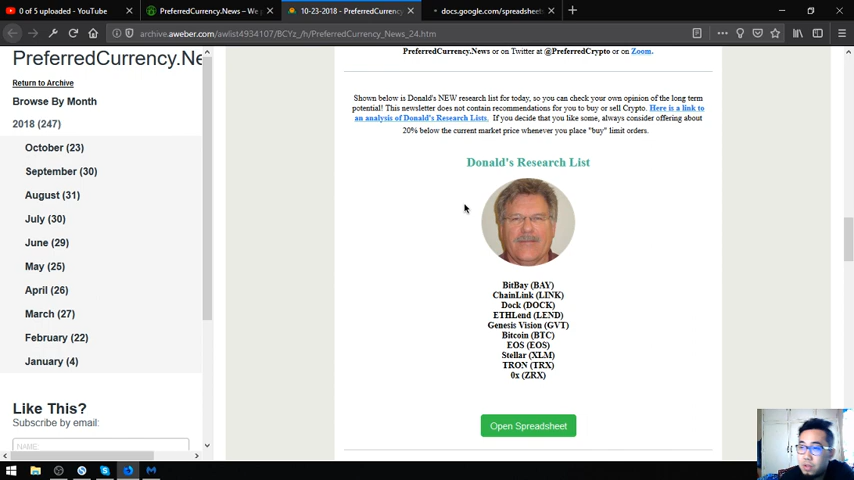 0 of 5 uploaded - YouTube
PreferredCurrency.News – We p
10-23-2018 - PreferredCurrency
docs.google.com/spreadsheets
archive.aweber.com/awlist4934107/BCYz_/h/PreferredCurrency_News_24.htm
PreferredCurrency.Ne
Return to Archive
Browse By Month
2018 (247)
October (23)
September (30)
August (31)
July (30)
June (29)
May (25)
April (26)
March (27)
February (22)
January (4)
Like This?
Subscribe by email:
NAME
PreferredCurrency.News or on Twitter at @PreferredCrypto or on Zoom.
Shown below is Donald's NEW research list for today, so you can check your own opinion of the long term
potential! This newsletter does not contain recommendations for you to buy or sell Crypto. Here is a link to
an analysis of Donald's Research Lists. If you decide that you like some, always consider offering about
20% below the current market price whenever you place "buy" limit orders.
Donald's Research List
BitBay (BAY)
ChainLink (LINK)
Dock (DOCK)
ETHLend (LEND)
Genesis Vision (GVT)
Bitcoin (BTC)
EOS (EOS)
Stellar (XLM)
TRON (TRX)
0x (ZRX)
Open Spreadsheet